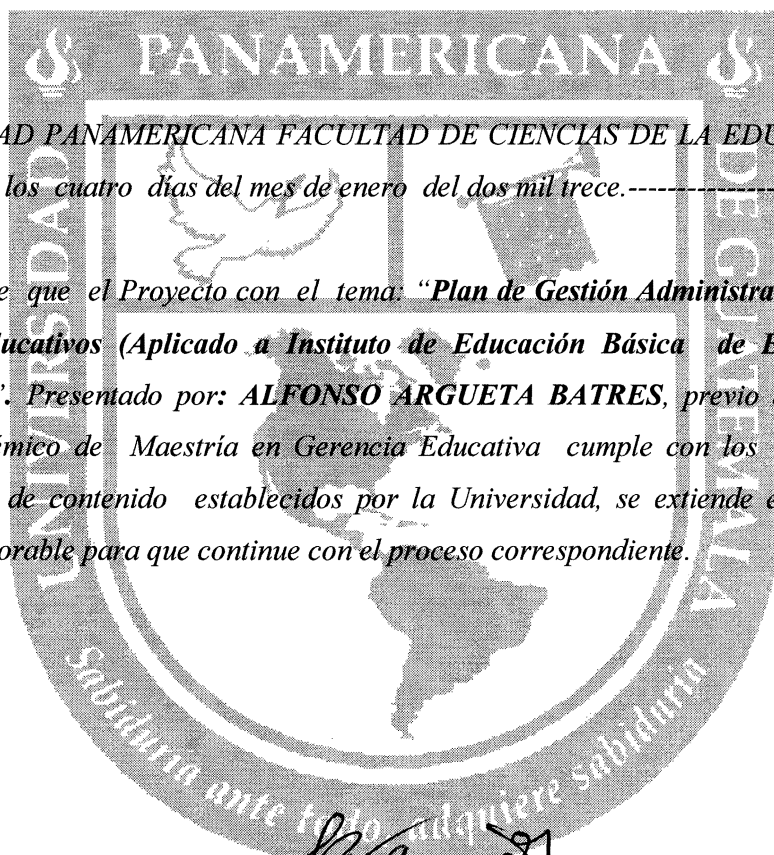 PANAMERICANA
UNIVERSIDAD
DE GUATEMALA
AD PANAMERICANA FACULTAD DE CIENCIAS DE LA EDU
los cuatro días del mes de enero del dos mil trece.----------------
e que el Proyecto con el tema: “Plan de Gestión Administra
ducativos (Aplicado a Instituto de Educación Básica de E
”. Presentado por: ALFONSO ARGUETA BATRES, previo
émico de Maestría en Gerencia Educativa cumple con los
de contenido establecidos por la Universidad, se extiende e
orable para que continue con el proceso correspondiente.
Sabiduría ante todo, adquiere sabiduría